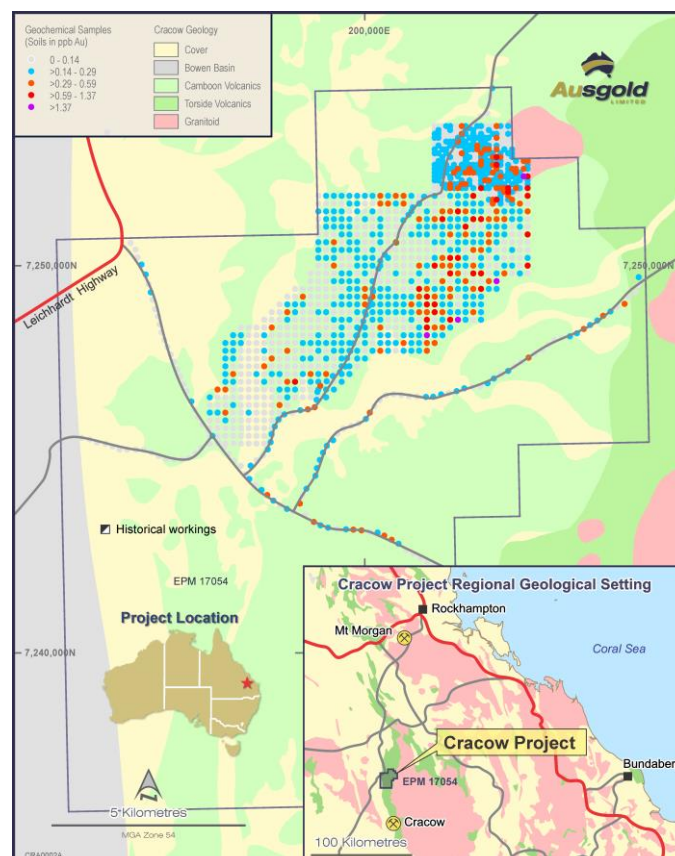 Geochemical Samples
(Soils in ppb Au)
0 - 0.14
>0.14 - 0.29
>0.29 - 0.59
>0.59 - 1.37
>1.37
Cracow Geology
Cover
Bowen Basin
Camboon Volcanics
Torside Volcanics
Granitoid
200,000E
Ausgold
LIMITED
7,250,000N
7,250,000N
Leichhardt Highway
Historical workings
EPM 17054
Project Location
7,240,000N
N
5 Kilometres
MGA Zone 54
CRA0002A
Cracow Project Regional Geological Setting
Rockhampton
Mt Morgan
Coral Sea
Cracow Project
EPM 17054
Bundaber
Cracow
100 Kilometres